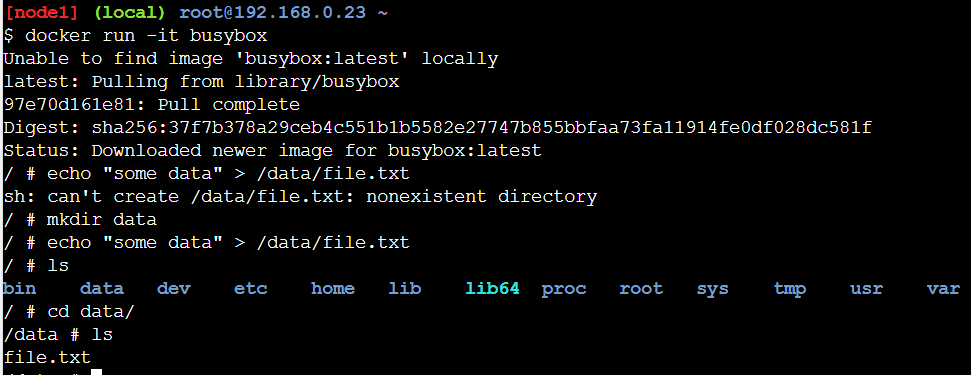 [node1] (local) root@192.168.0.23 ~
$ docker run -it busybox
Unable to find image 'busybox:latest' locally
latest: Pulling from library/busybox
97e70d161e81: Pull complete
Digest: sha256:37f7b378a29ceb4c551b1b5582e27747b855bbfaa73fa11914fe0df028dc581f
Status: Downloaded newer image for busybox:latest
/ # echo "some data" > /data/file.txt
sh: can't create /data/file.txt: nonexistent directory
/ # mkdir data
/ # echo "some data" > /data/file.txt
/ # ls
bin data dev etc home lib lib64 proc root sys tmp usr var
/ # cd data/
/data # ls
file.txt